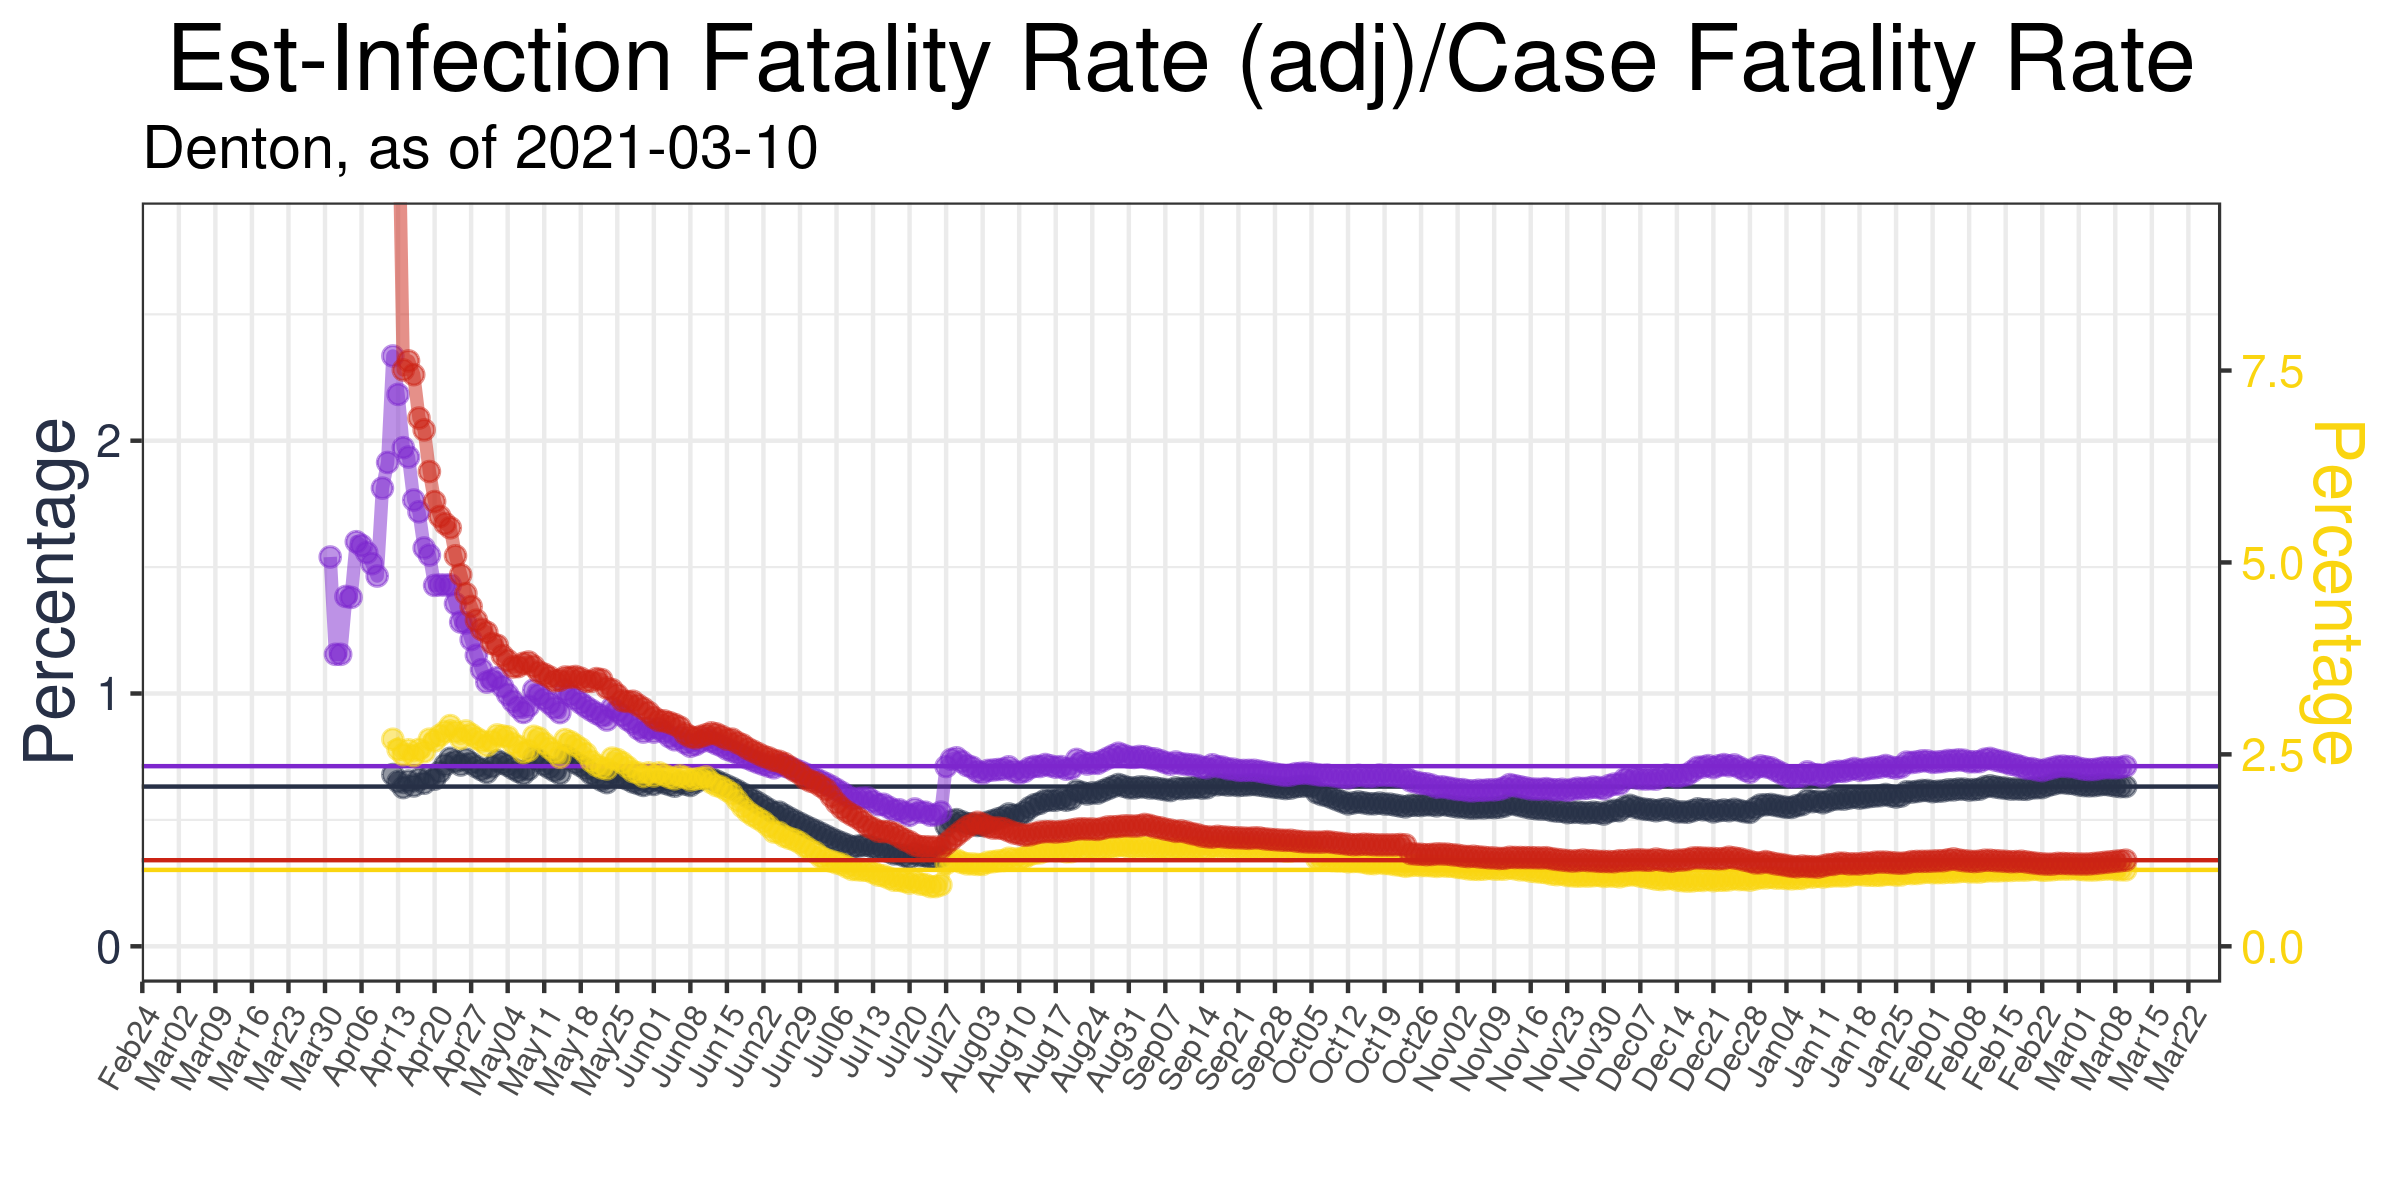 Est-Infection Fatality Rate (adj)/Case Fatality Rate
Denton, as of 2021-03-10
Percentage
2
1
0
7.5
5.0
2.5
0.0
Percentage
Feb24
Mar02
Mar09
Mar16
Mar23
Mar30
Apr06
Apr13
Apr20
Apr27
May04
May11
May18
May25
Jun01
Jun08
Jun15
Jun22
Jun29
Jul06
Jul13
Jul20
Jul27
Aug03
Aug10
Aug17
Aug24
Aug31
Sep07
Sep14
Sep21
Sep28
Oct05
Oct12
Oct19
Oct26
Nov02
Nov09
Nov16
Nov23
Nov30
Dec07
Dec14
Dec21
Dec28
Jan04
Jan11
Jan18
Jan25
Feb01
Feb08
Feb15
Feb22
Mar01
Mar08
Mar15
Mar22